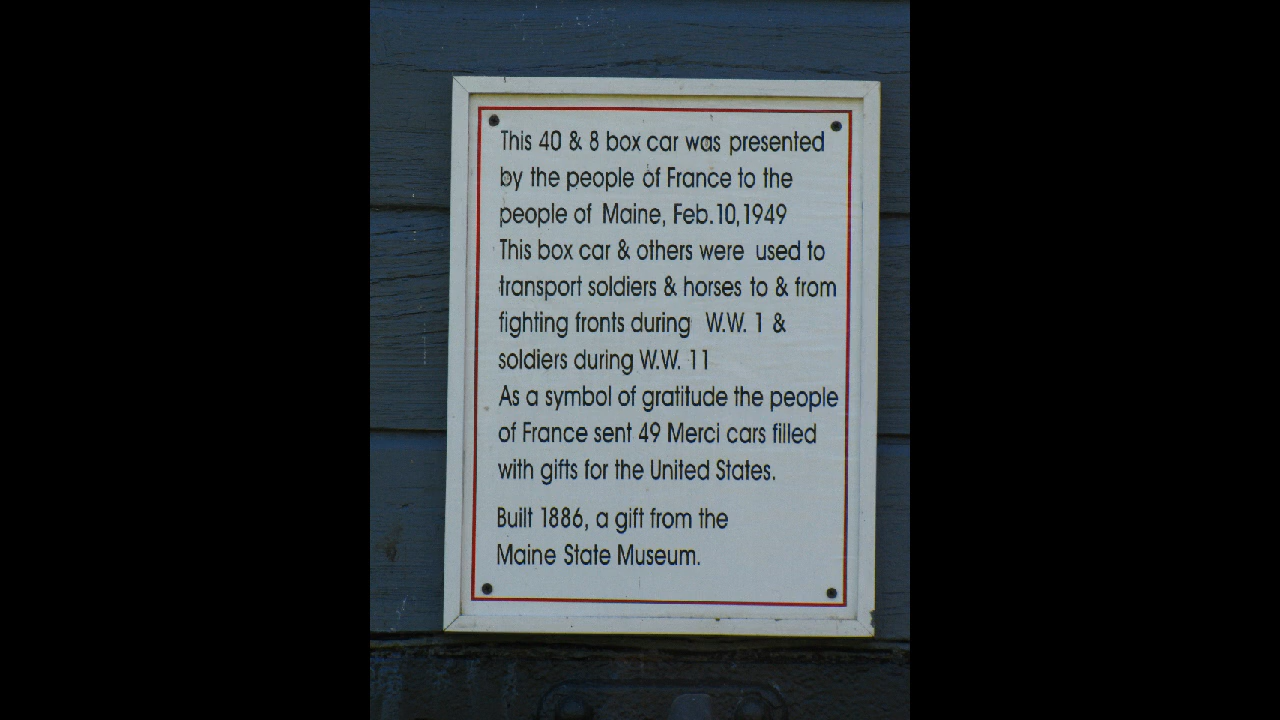 This 40 & 8 box car was presented
by the people of France to the
people of Maine, Feb.10,1949
This box car & others were used to
transport soldiers & horses to & from
fighting fronts during W.W. 1 &
soldiers during W.W. 11
As a symbol of gratitude the people
of France sent 49 Merci cars filled
with gifts for the United States.
Built 1886, a gift from the
Maine State Museum.